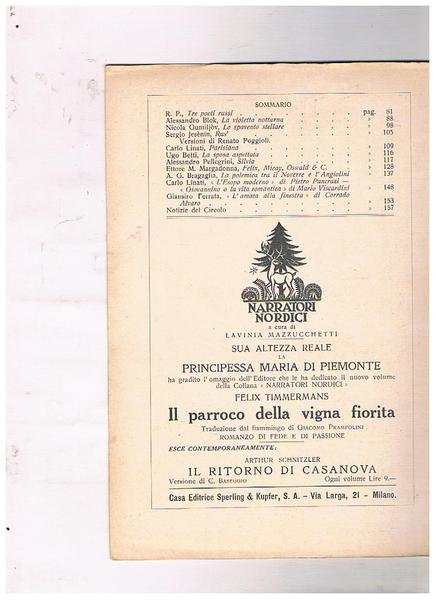 SOMMARIO
R. P., Tre poeti russi . . . . . . . . . pag. 81
Alessandro Blok, La violetta notturna . . . . . . » 88
Nicola Gumiljòv, Lo spavento stellare . . . . . . » 98
Sergio Jesènin, Rus' . . . . . . . . . » 105
Versioni di Renato Poggioli.
Carlo Linati, Parisiana . . . . . . . . . » 109
Ugo Betti, La sposa aspettata . . . . . . . . » 116
Alessandro Pellegrini, Silvia . . . . . . . . » 117
Ettore M. Margadonna, Felix, Micay, Oswald & C. . . . » 128
A. G. Bragaglia, La polemica tra il Noverre e l'Angiolini » 137
Carlo Linati, « L'Esopo moderno » di Pietro Pancrazi —
« Giovannino o la vita romantica » di Mario Viscardini » 148
Giansiro Ferrata, « L'amata alla finestra » di Corrado
Alvaro . . . . . . . . . . » 153
Notizie del Circolo . . . . . . . . . » 157
NARRATORI
NORDICI
a cura di
LAVINIA MAZZUCCHETTI
SUA ALTEZZA REALE
LA
PRINCIPESSA MARIA DI PIEMONTE
ha gradito l'omaggio dell'Editore che le ha dedicato il nuovo volume
della Collana « NARRATORI NORDICI »
FELIX TIMMERMANS
Il parroco della vigna fiorita
Traduzione dal fiammingo di GIACOMO PRAMPOLINI
ROMANZO DI FEDE E DI PASSIONE
ESCE CONTEMPORANEAMENTE:
ARTHUR SCHNITZLER
IL RITORNO DI CASANOVA
Versione di C. BASEGGIO Ogni volume Lire 9.—
Casa Editrice Sperling & Kupfer, S. A. - Via Larga, 21 - Milano.